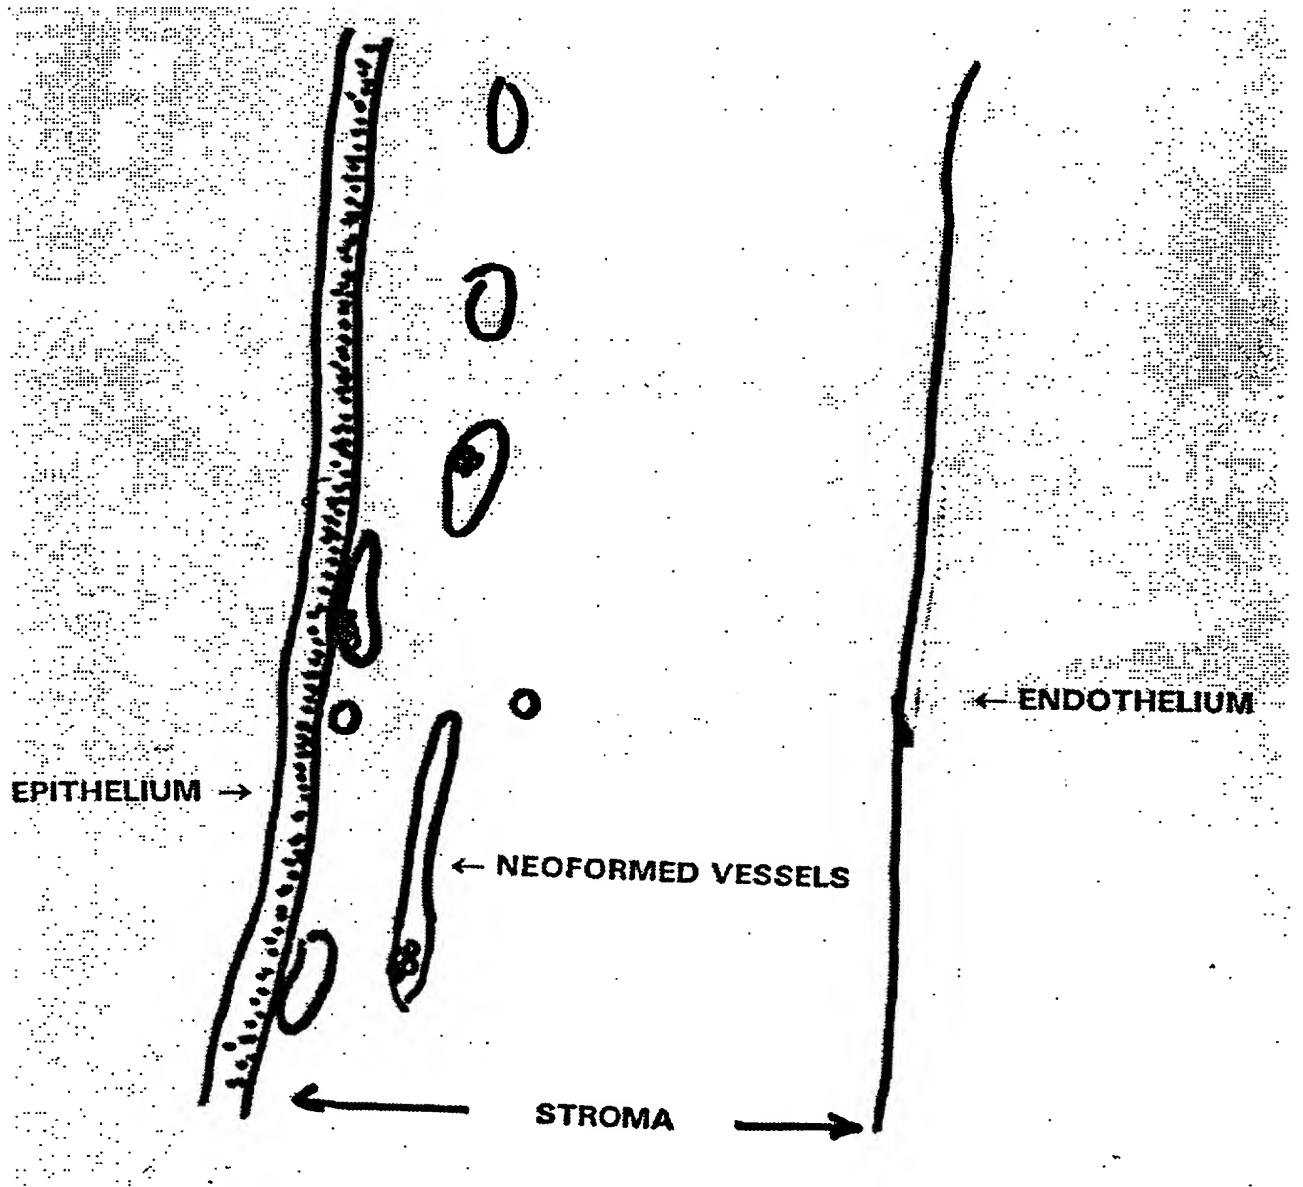 ← ENDOTHELIUM
EPITHELIUM →
← NEOFORMED VESSELS
STROMA